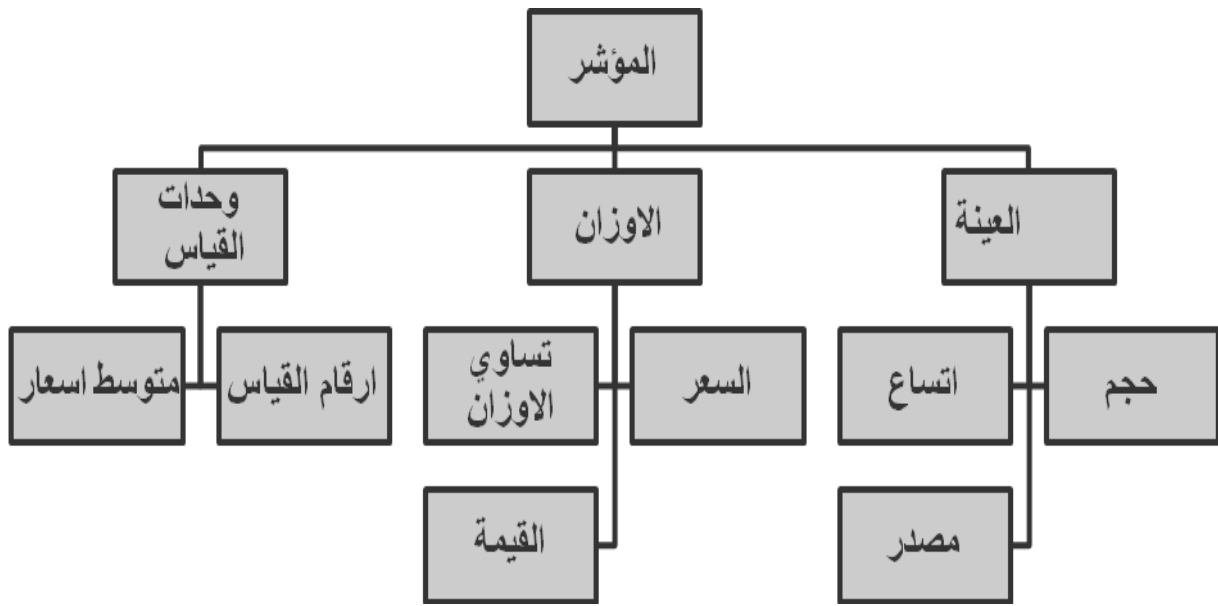 المؤشر
العينة
الاوزان
وحدات
القياس
حجم
اتساع
السعر
تساوي
الاوزان
ارقام القياس
متوسط اسعار
مصدر
القيمة